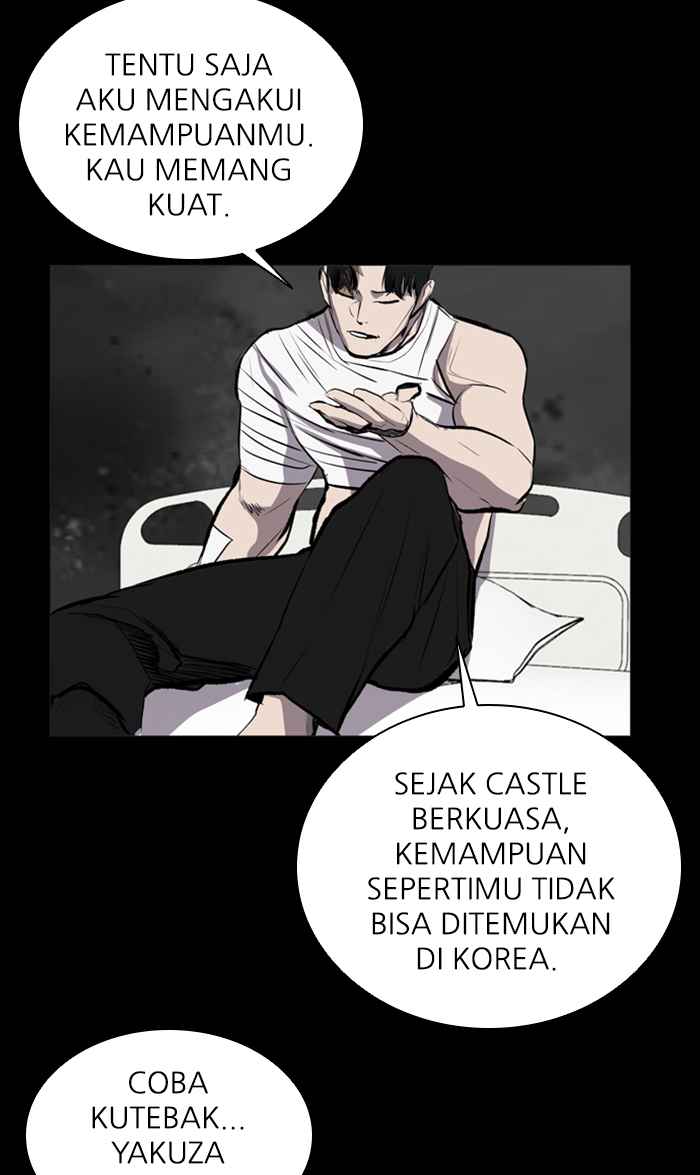 TENTU SAJA
AKU MENGAKUI
KEMAMPUANMU.
KAU MEMANG
KUAT.
SEJAK CASTLE
BERKUASA,
KEMAMPUAN
SEPERTIMU TIDAK
BISA DITEMUKAN
DI KOREA.
COBA
KUTEBAK...
YAKUZA